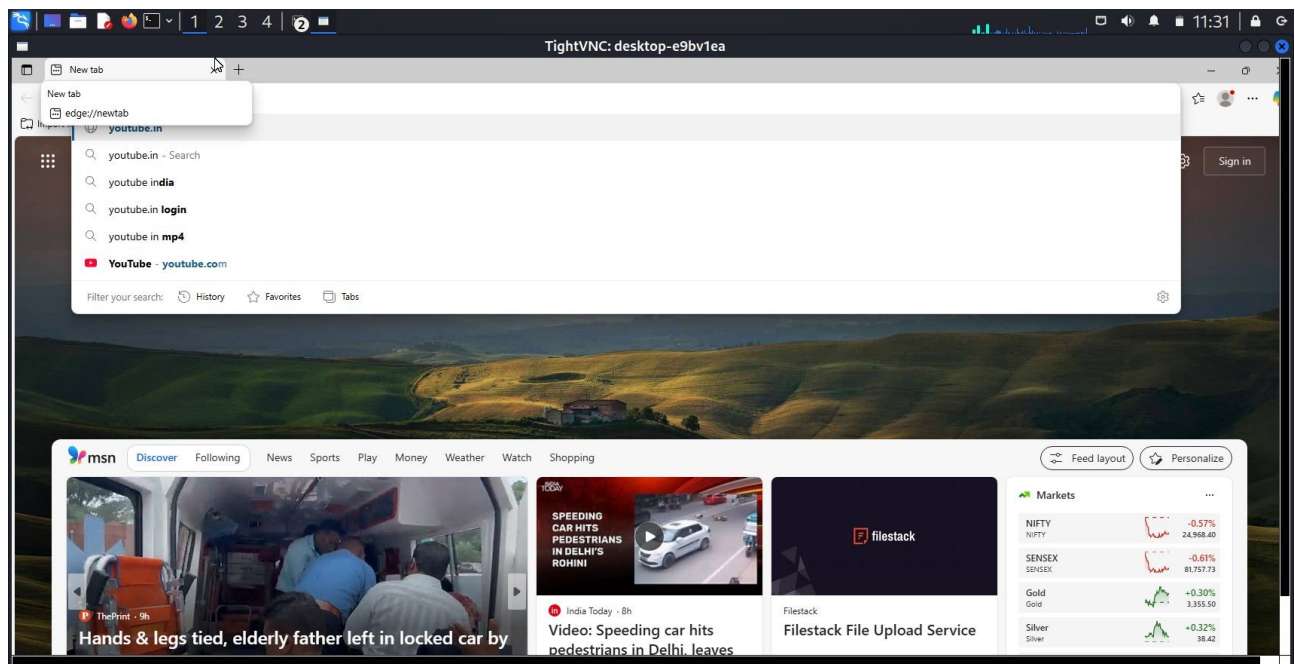 1 2 3 4
2
11:31
TightVNC: desktop-e9bv1ea
New tab
New tab
edge://newtab
youtube.in
youtube.in - Search
youtube india
youtube.in login
youtube in mp4
YouTube - youtube.com
Filter your search: History Favorites Tabs
Sign in
msn Discover Following News Sports Play Money Weather Watch Shopping
Feed layout Personalize
ThePrint · 9h
Hands & legs tied, elderly father left in locked car by
INDIA TODAY
SPEEDING
CAR HITS
PEDESTRIANS
IN DELHI'S
ROHINI
India Today · 8h
Video: Speeding car hits
pedestrians in Delhi, leaves
filestack
Filestack
Filestack File Upload Service
Markets
NIFTY -0.57%
NIFTY 24,968.40
SENSEX -0.61%
SENSEX 81,757.73
Gold +0.30%
Gold 3,355.50
Silver +0.32%
Silver 38.42